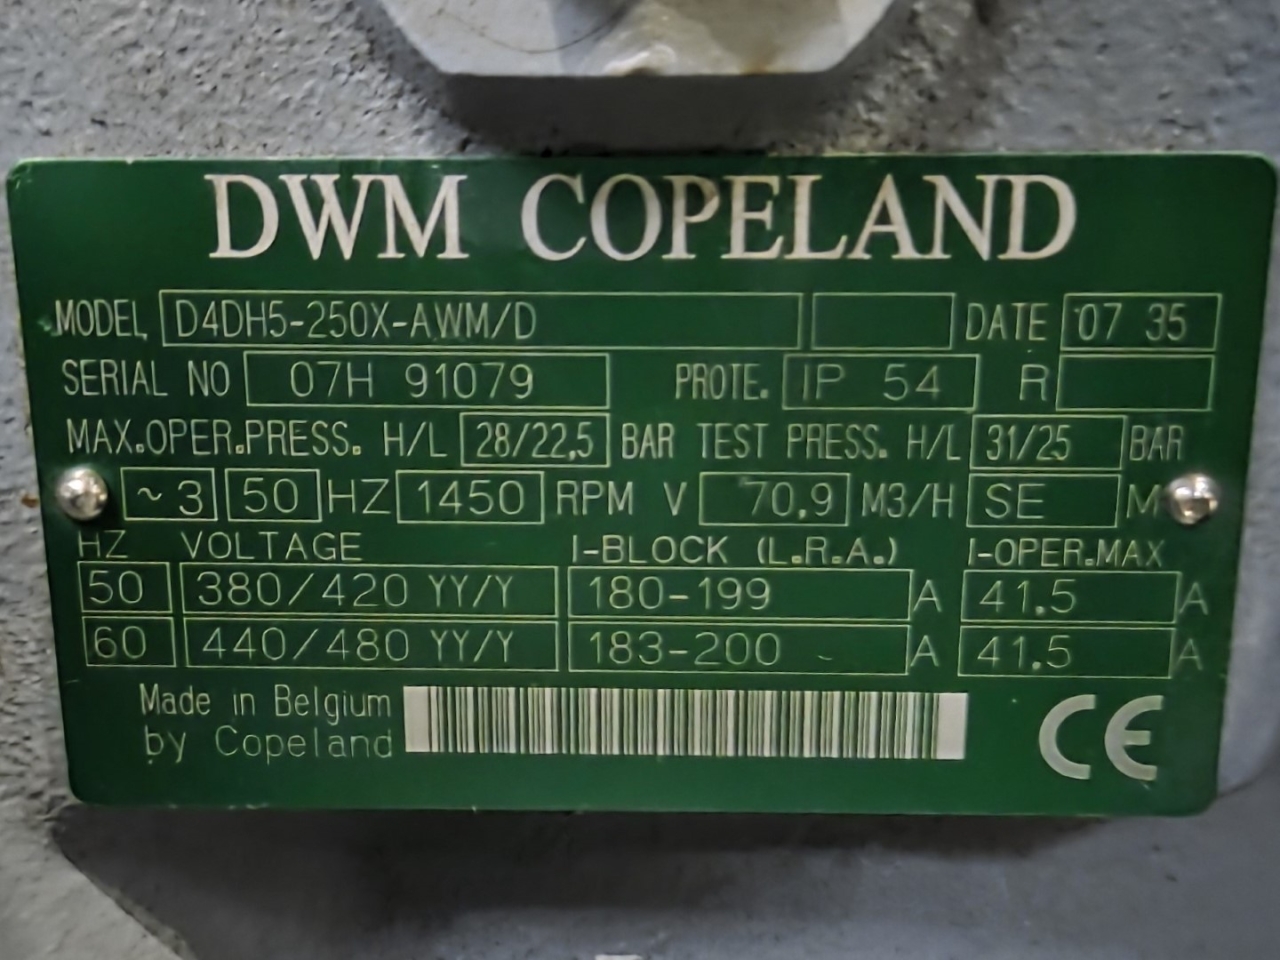 DWM COPELAND
MODEL D4DH5-250X-AWM/D DATE 07 35
SERIAL NO 07H 91079 PROTE. IP 54 R
MAX.OPER.PRESS. H/L 28/22,5 BAR TEST PRESS. H/L 31/25 BAR
~3 50 HZ 1450 RPM V 70,9 M3/H SE M
HZ VOLTAGE I-BLOCK (L.R.A.) I-OPER.MAX
50 380/420 YY/Y 180-199 A 41.5 A
60 440/480 YY/Y 183-200 A 41.5 A
Made in Belgium
by Copeland
CE